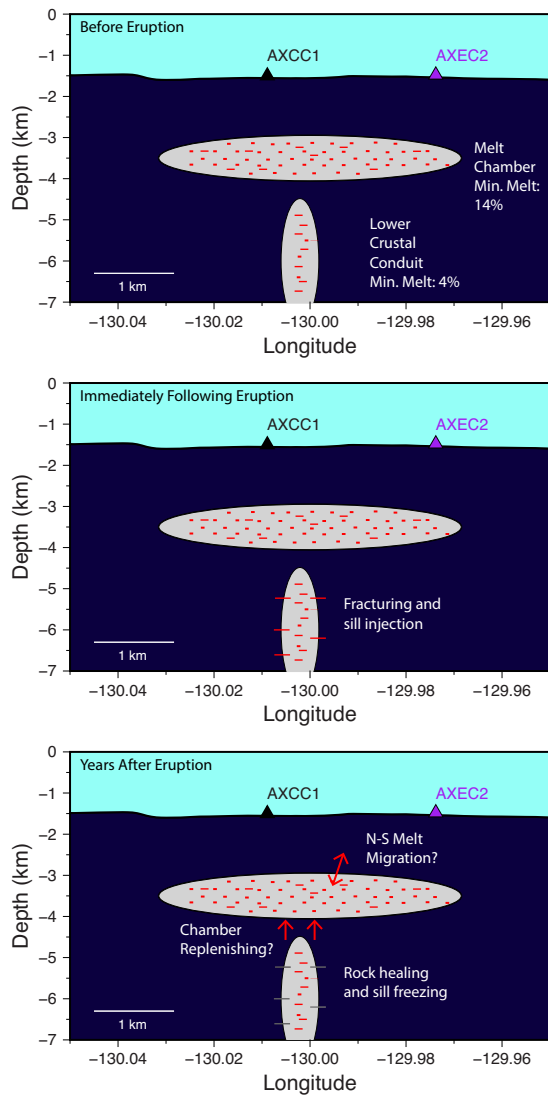 Before Eruption
AXCC1
AXEC2
Melt
Chamber
Min. Melt:
14%
Lower
Crustal
Conduit
Min. Melt: 4%
1 km
0
−1
−2
−3
−4
−5
−6
−7
Depth (km)
−130.04
−130.02
−130.00
−129.98
−129.96
Longitude
Immediately Following Eruption
AXCC1
AXEC2
Fracturing and
sill injection
1 km
0
−1
−2
−3
−4
−5
−6
−7
Depth (km)
−130.04
−130.02
−130.00
−129.98
−129.96
Longitude
Years After Eruption
AXCC1
AXEC2
N-S Melt
Migration?
Chamber
Replenishing?
Rock healing
and sill freezing
1 km
0
−1
−2
−3
−4
−5
−6
−7
Depth (km)
−130.04
−130.02
−130.00
−129.98
−129.96
Longitude